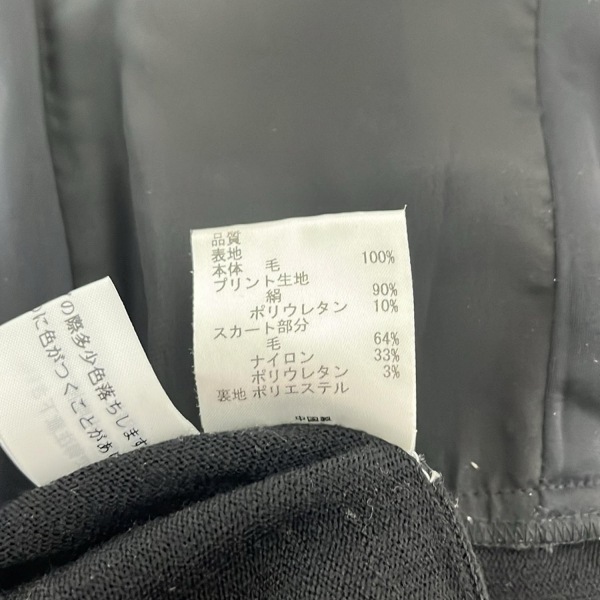 品質
表地
本体 毛 100%
プリント生地
絹 90%
ポリウレタン 10%
スカート部分
毛 64%
ナイロン 33%
ポリウレタン 3%
裏地 ポリエステル
の際多少色落ちします
に色がつくことがあ